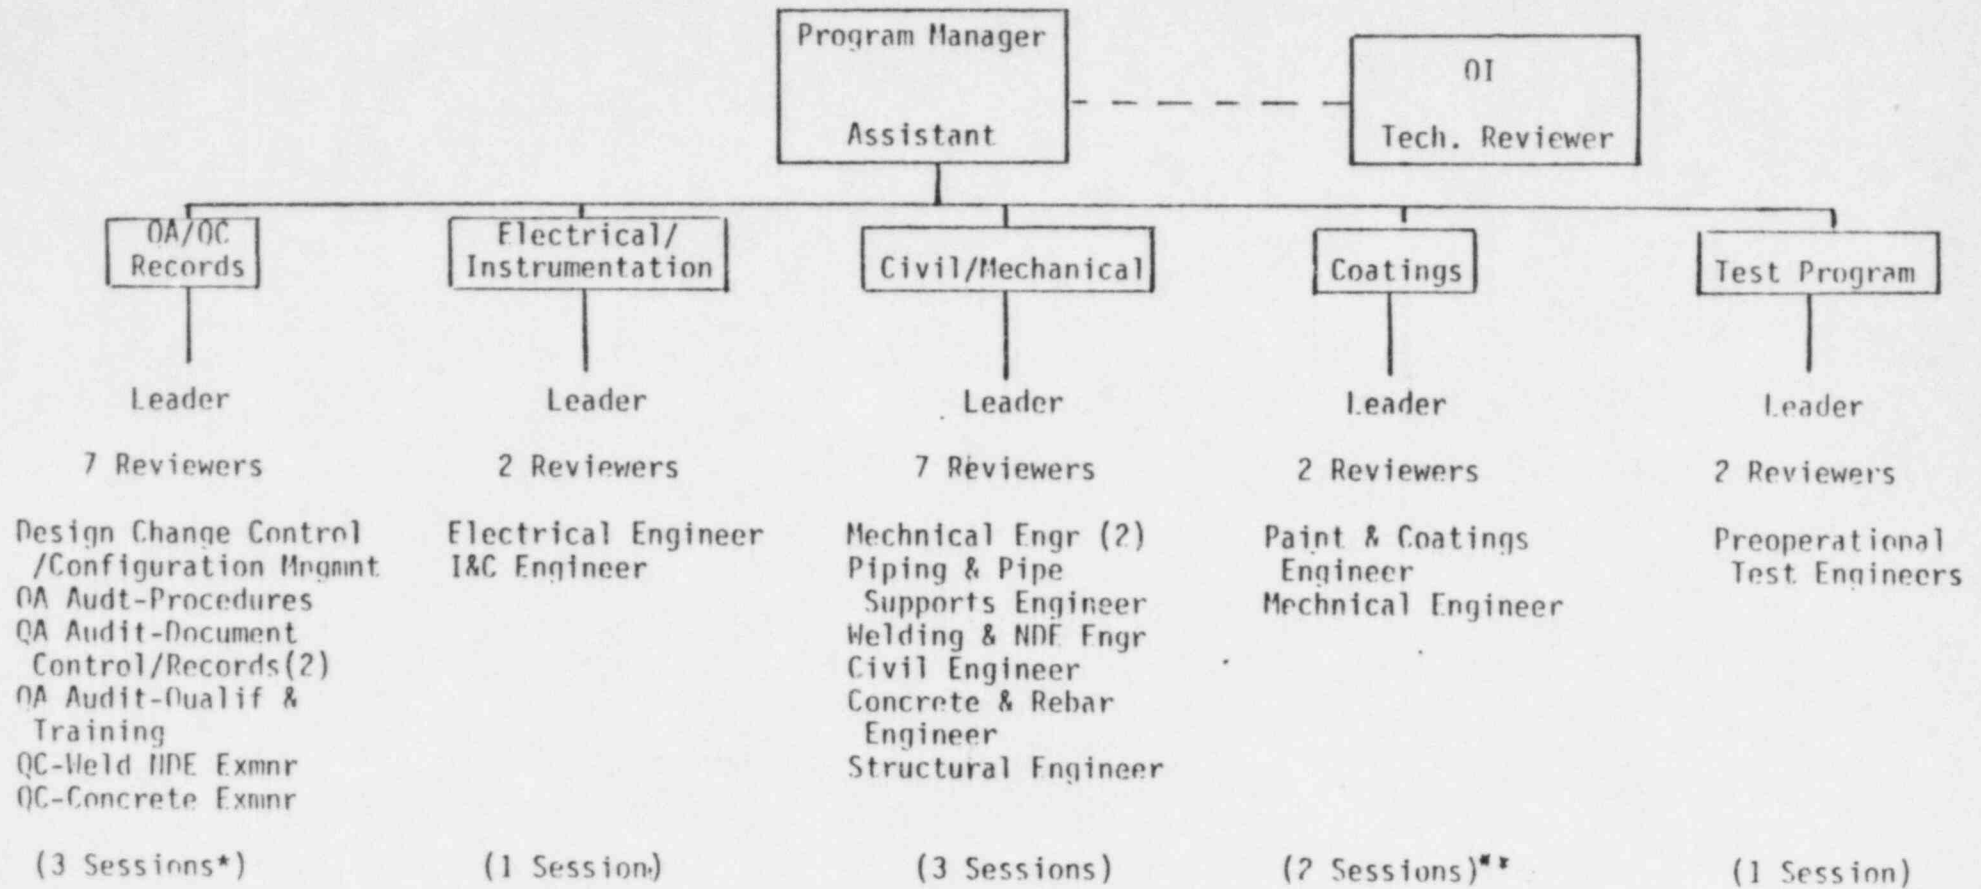 Program Manager
Assistant
OI
Tech. Reviewer
QA/QC
Records
Leader
7 Reviewers
Design Change Control
/Configuration Mngmnt
QA Audt-Procedures
QA Audit-Document
Control/Records(2)
QA Audit-Qualif &
Training
QC-Weld NDE Exmnr
QC-Concrete Exmnr
(3 Sessions*)
Electrical/
Instrumentation
Leader
2 Reviewers
Electrical Engineer
I&C Engineer
(1 Session)
Civil/Mechanical
Leader
7 Reviewers
Mechnical Engr (2)
Piping & Pipe
Supports Engineer
Welding & NDE Engr
Civil Engineer
Concrete & Rebar
Engineer
Structural Engineer
(3 Sessions)
Coatings
Leader
2 Reviewers
Paint & Coatings
Engineer
Mechnical Engineer
(2 Sessions)**
Test Program
Leader
2 Reviewers
Preoperational
Test Engineers
(1 Session)